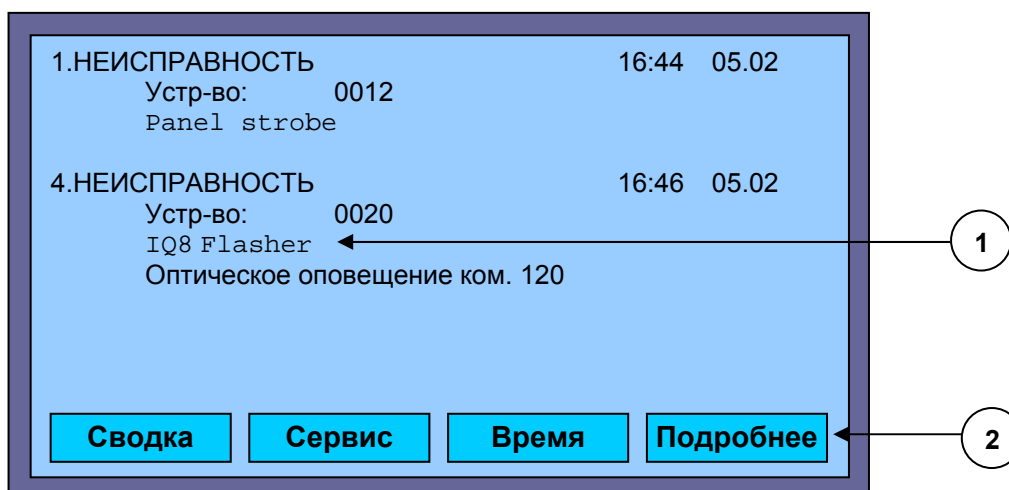 1.НЕИСПРАВНОСТЬ 16:44 05.02
Устр-во: 0012
Panel strobe
4.НЕИСПРАВНОСТЬ 16:46 05.02
Устр-во: 0020
IQ8 Flasher
1
Оптическое оповещение ком. 120
Сводка Сервис Время Подробнее
2